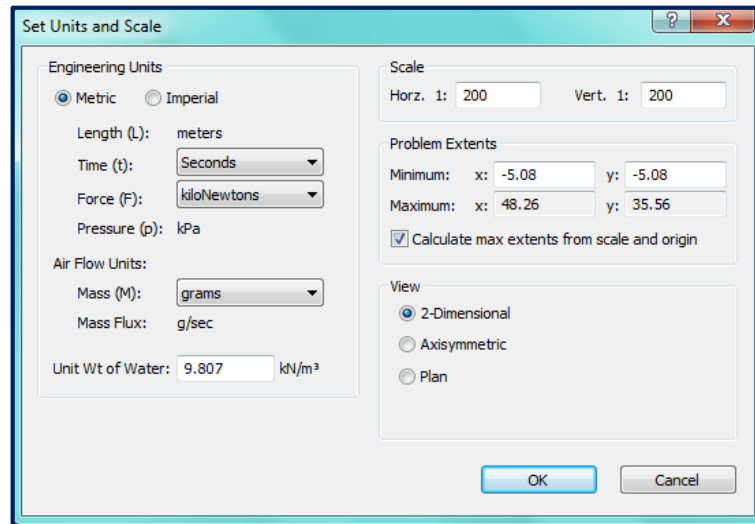 Set Units and Scale
Engineering Units
Metric Imperial
Length (L): meters
Time (t): Seconds
Force (F): kiloNewtons
Pressure (p): kPa
Air Flow Units:
Mass (M): grams
Mass Flux: g/sec
Unit Wt of Water: 9.807 kN/m³
Scale
Horz. 1: 200 Vert. 1: 200
Problem Extents
Minimum: x: -5.08 y: -5.08
Maximum: x: 48.26 y: 35.56
Calculate max extents from scale and origin
View
2-Dimensional
Axisymmetric
Plan
OK Cancel